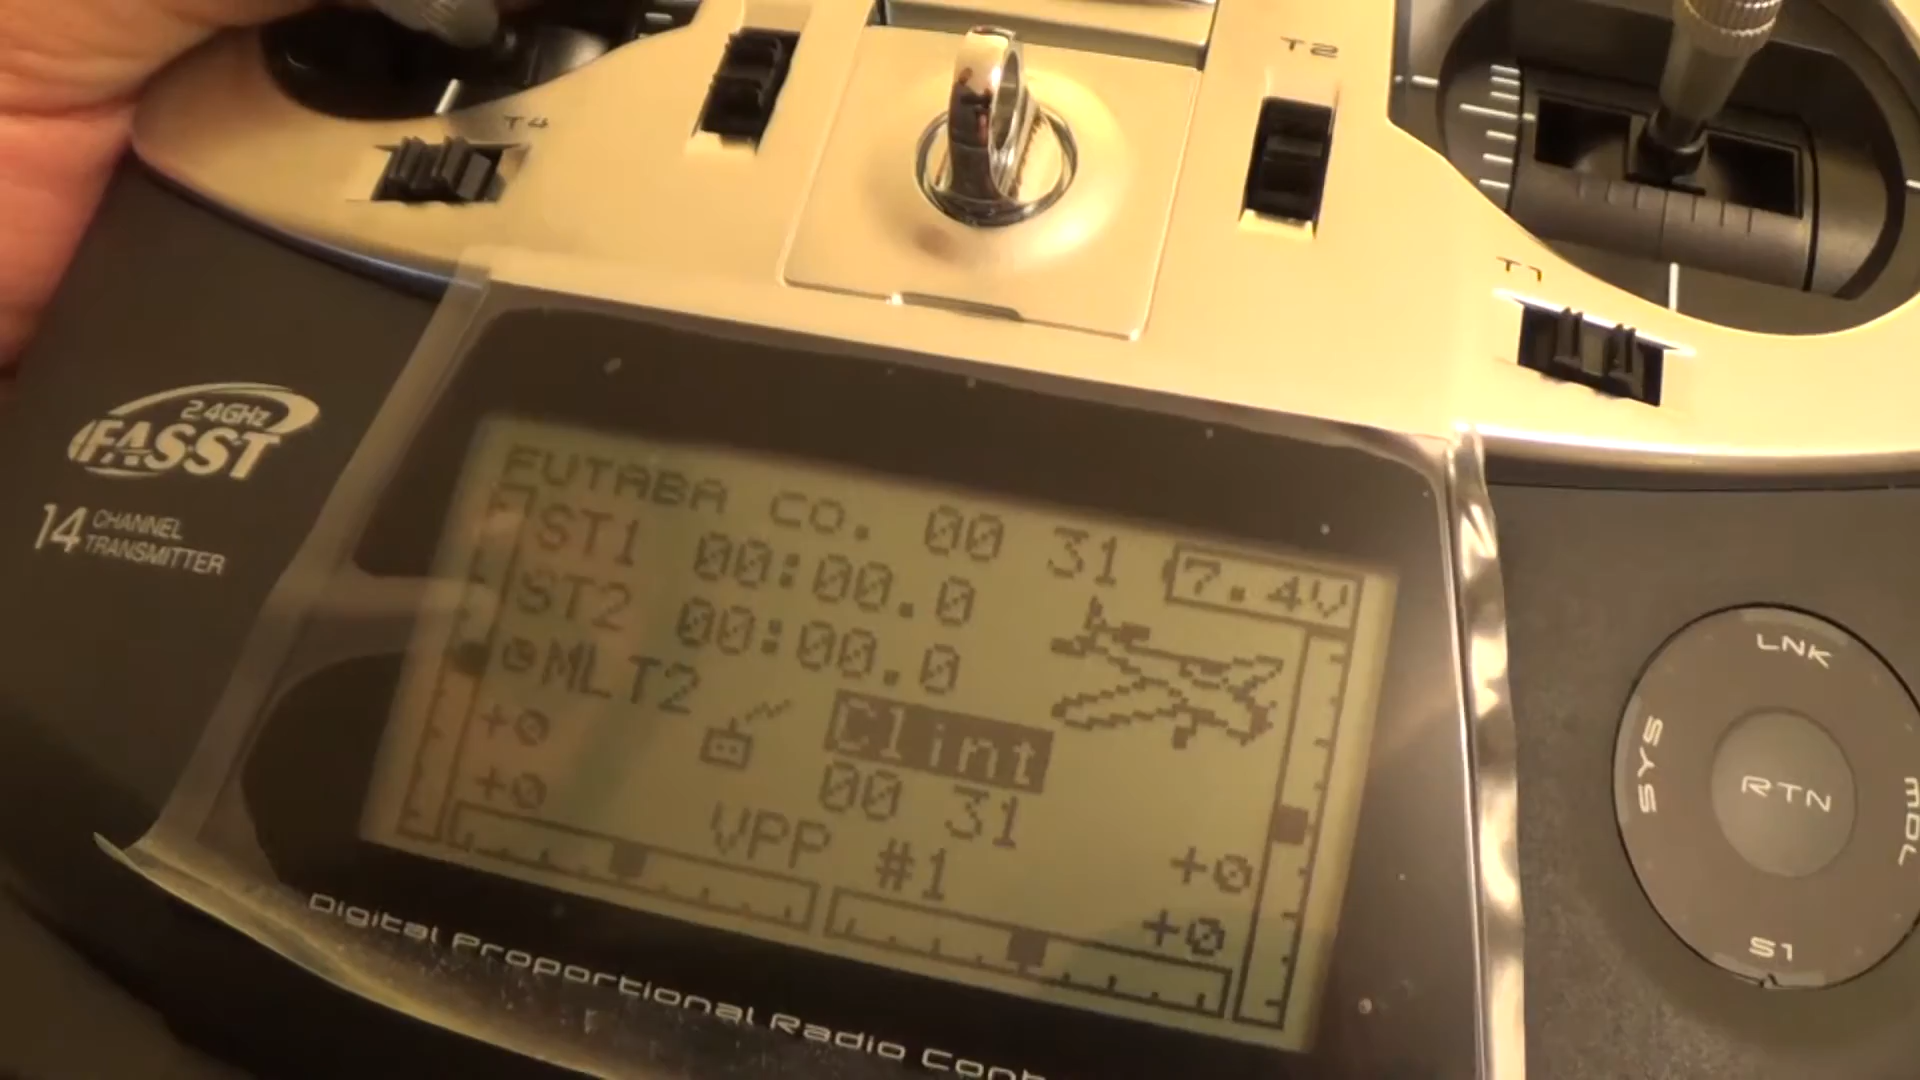 T2
T4
T1
2.4GHz
FASST
14 CHANNEL
TRANSMITTER
FUTABA CO. 00 31
7.4V
ST1 00:00.0
ST2 00:00.0
MLT2
Clint
00 31
VPP #1
+0
+0
+0
+0
LNK
SYS
RTN
MDL
S1
Digital Proportional Radio Cont